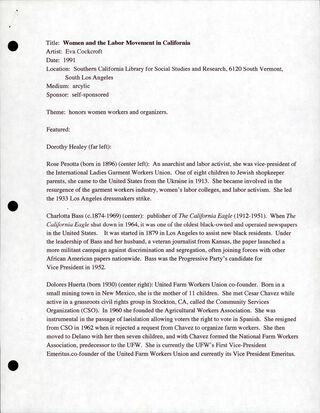 Title: Women and the Labor Movement in California
Artist: Eva Cockcroft
Date: 1991
Location: Southern California Library for Social Studies and Research, 6120 South Vermont,
South Los Angeles
Medium: arcylic
Sponsor: self-sponsored
Theme: honors women workers and organizers.
Featured:
Dorothy Healey (far left):
Rose Pesotta (born in 1896) (center left): An anarchist and labor activist, she was vice-president of
the International Ladies Garment Workers Union. One of eight children to Jewish shopkeeper
parents, she came to the United States from the Ukraine in 1913. She became involved in the
resurgence of the garment workers industry, women's labor colleges, and labor activism. She led
the 1933 Los Angeles dressmakers strike.
Charlotta Bass (c.1874-1969) (center): publisher of The California Eagle (1912-1951). When The
California Eagle shut down in 1964, it was one of the oldest black-owned and operated newspapers
in the United States. It was started in 1879 in Los Angeles to assist new black residents. Under
the leadership of Bass and her husband, a veteran journalist from Kansas, the paper launched a
more militant campaign against discrimination and segregation, often joining forces with other
African American papers nationwide. Bass was the Progressive Party's candidate for
Vice President in 1952.
Dolores Huerta (born 1930) (center right): United Farm Workers Union co-founder. Born in a
small mining town in New Mexico, she is the mother of 11 children. She met Cesar Chavez while
active in a grassroots civil rights group in Stockton, CA, called the Community Services
Organization (CSO). In 1960 she founded the Agricultural Workers Association. She was
instrumental in the passage of laeislation allowing voters the right to vote in Spanish. She resigned
from CSO in 1962 when it rejected a request from Chavez to organize farm workers. She then
moved to Delano with her then seven children, and with Chavez formed the National Farm Workers
Association, predecessor to the UFW. She is currently the UFW's First Vice-President
Emeritus.co-founder of the United Farm Workers Union and currently its Vice President Emeritus.